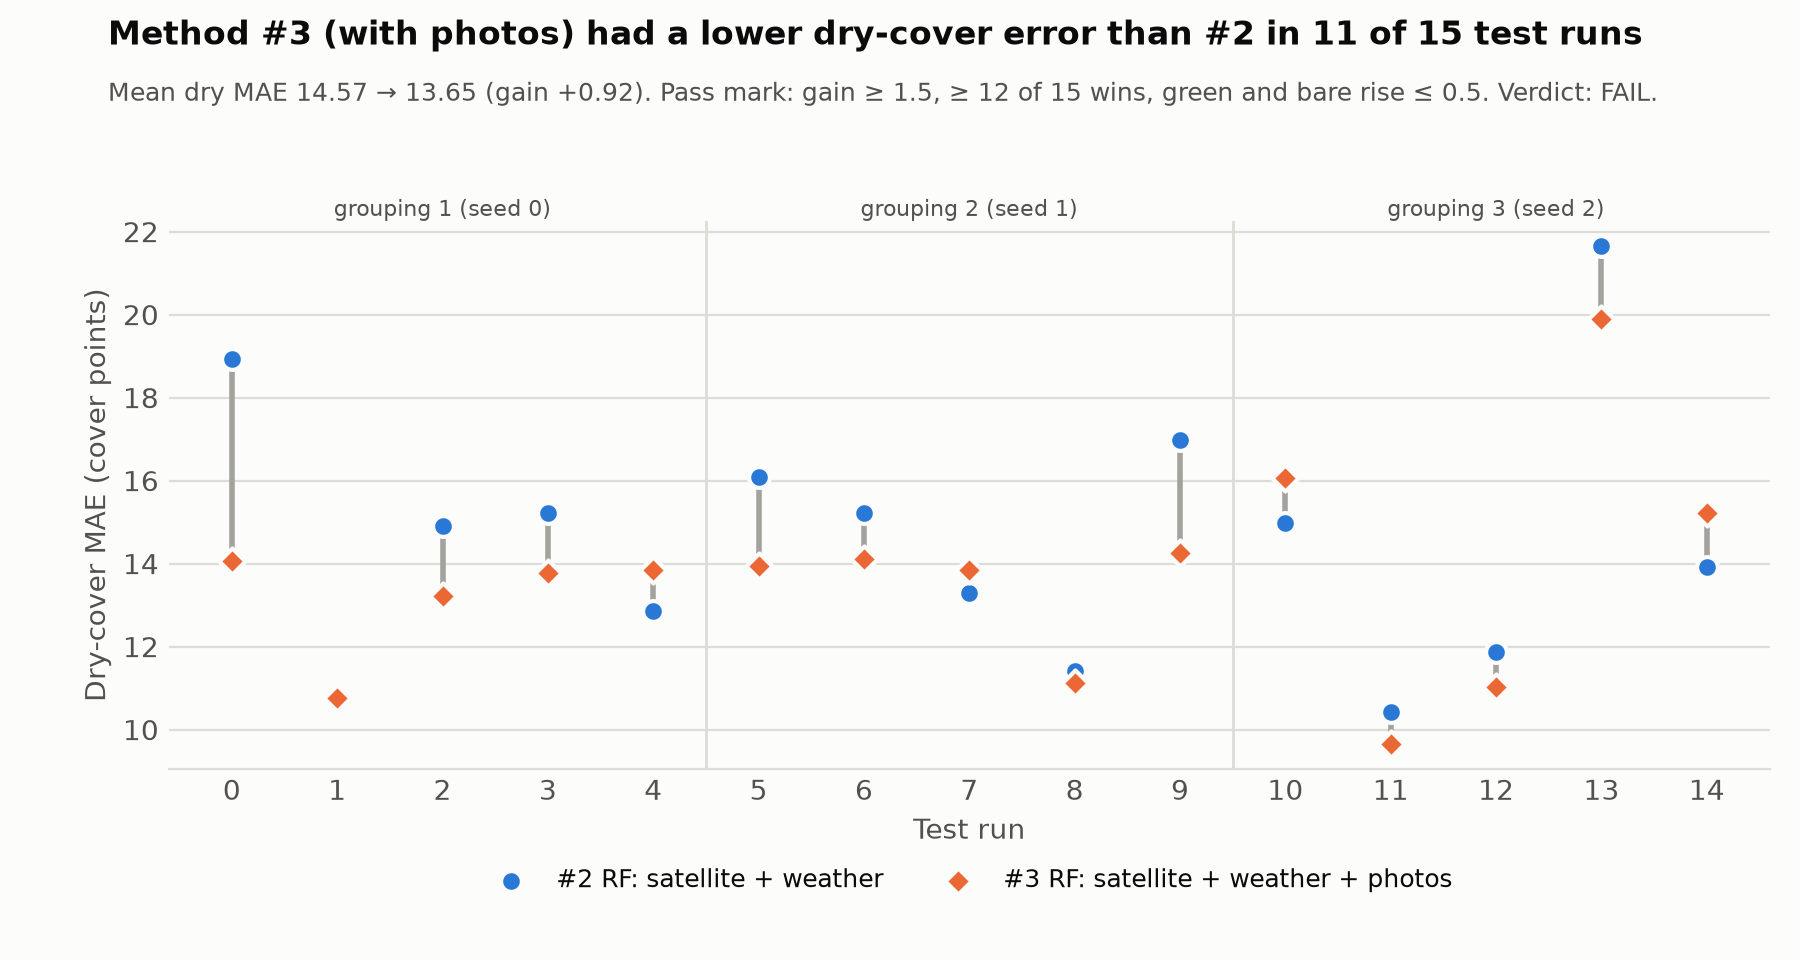 Method #3 (with photos) had a lower dry-cover error than #2 in 11 of 15 test runs
Mean dry MAE 14.57 → 13.65 (gain +0.92). Pass mark: gain ≥ 1.5, ≥ 12 of 15 wins, green and bare rise ≤ 0.5. Verdict: FAIL.
grouping 1 (seed 0) grouping 2 (seed 1) grouping 3 (seed 2)
Dry-cover MAE (cover points)
22
20
18
16
14
12
10
0 1 2 3 4 5 6 7 8 9 10 11 12 13 14
Test run
#2 RF: satellite + weather #3 RF: satellite + weather + photos